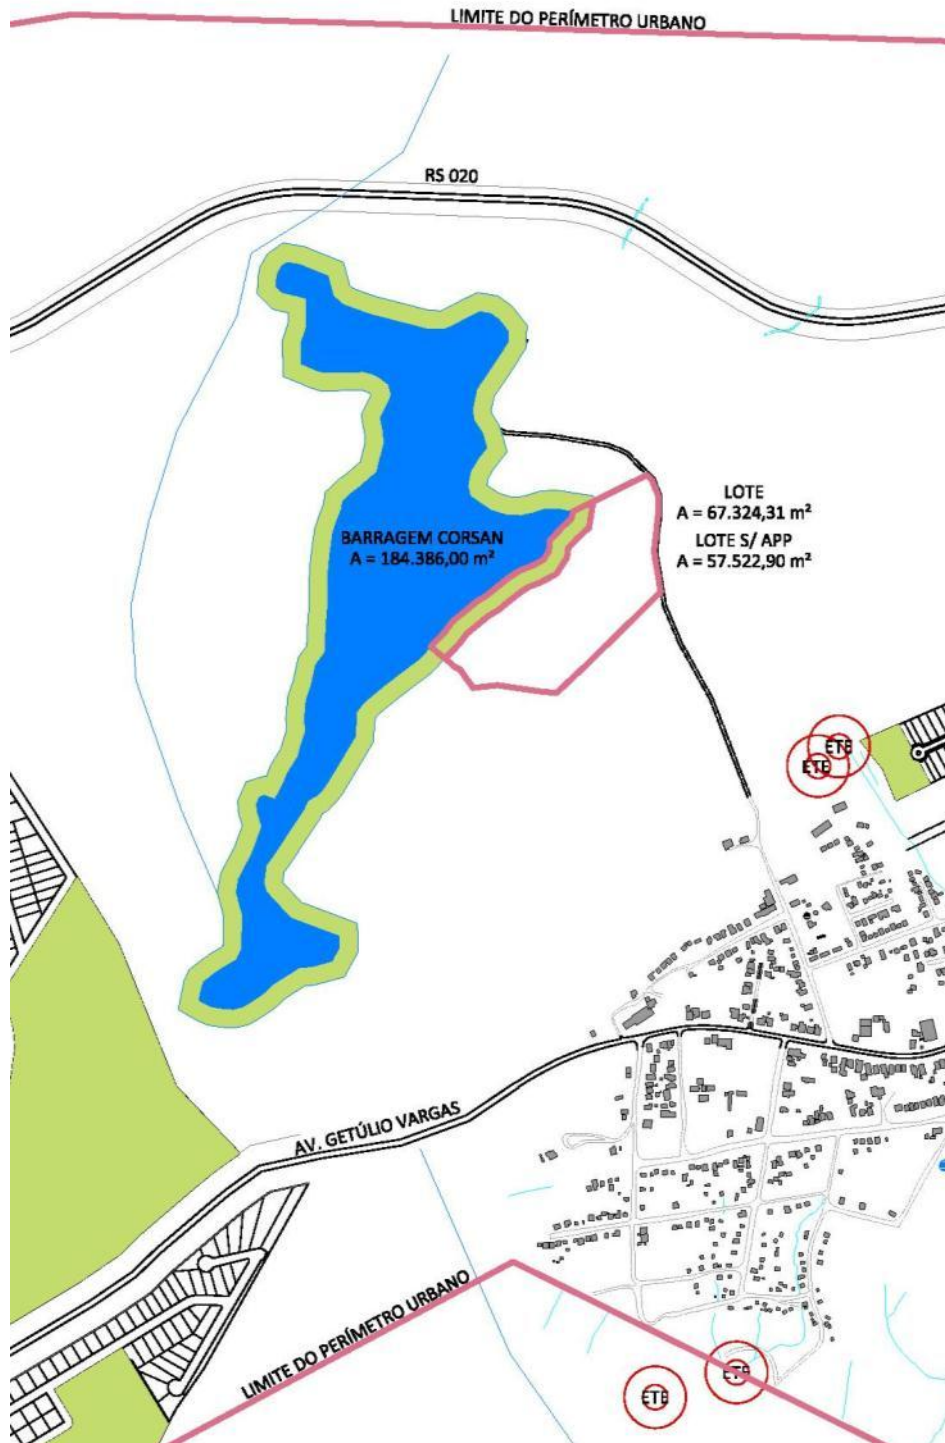 LIMITE DO PERÍMETRO URBANO
RS 020
LOTE
A = 67.324,31 m²
LOTE S/ APP
A = 57.522,90 m²
BARRAGEM CORSAN
A = 184.386,00 m²
ETE
ETE
AV. GETÚLIO VARGAS
LIMITE DO PERÍMETRO URBANO
ETE
ETE